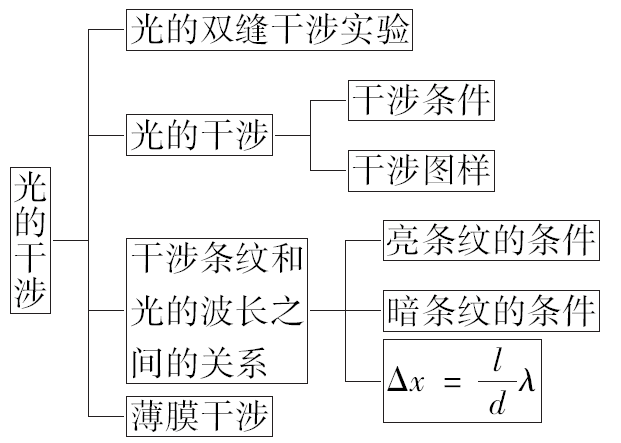 光的干涉
光的双缝干涉实验
光的干涉
干涉条件
干涉图样
干涉条纹和
光的波长之
间的关系
亮条纹的条件
暗条纹的条件
Δx = l/d λ
薄膜干涉